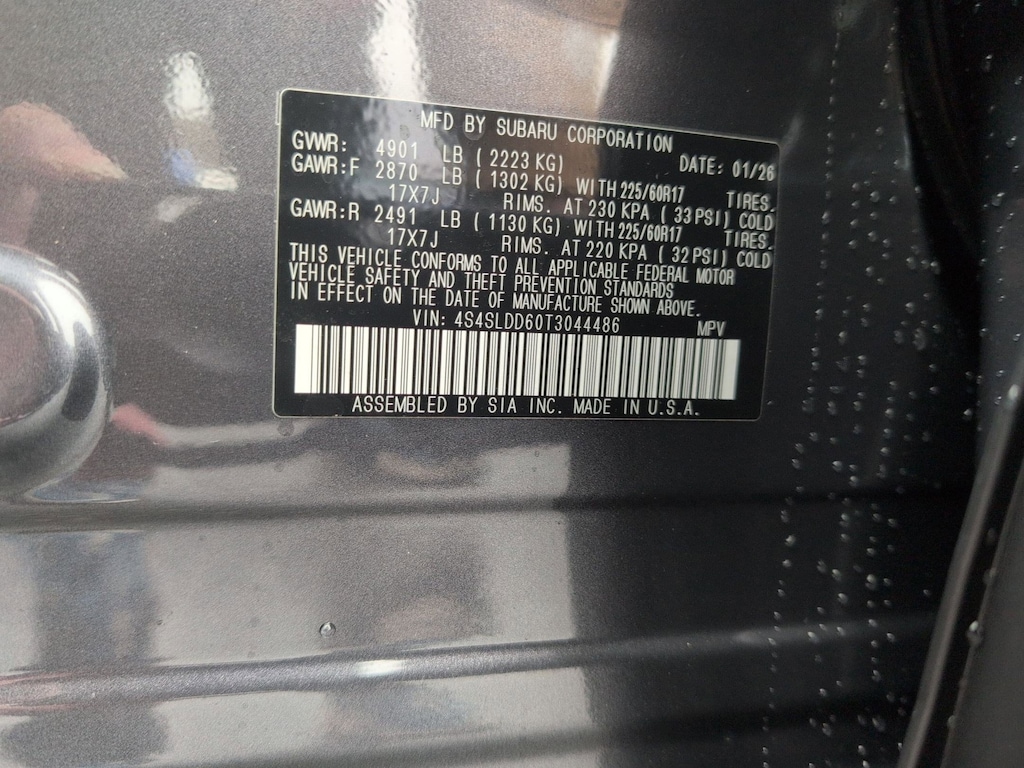 MFD BY SUBARU CORPORATION
GVWR: 4901 LB ( 2223 KG) DATE: 01/26
GAWR:F 2870 LB ( 1302 KG) WITH 225/60R17 TIRES.
17X7J RIMS. AT 230 KPA ( 33 PSI) COLD
GAWR:R 2491 LB ( 1130 KG) WITH 225/60R17 TIRES.
17X7J RIMS. AT 220 KPA ( 32 PSI) COLD
THIS VEHICLE CONFORMS TO ALL APPLICABLE FEDERAL MOTOR
VEHICLE SAFETY AND THEFT PREVENTION STANDARDS
IN EFFECT ON THE DATE OF MANUFACTURE SHOWN ABOVE.
VIN: 4S4SLDD60T3044486 MPV
ASSEMBLED BY SIA INC. MADE IN U.S.A.